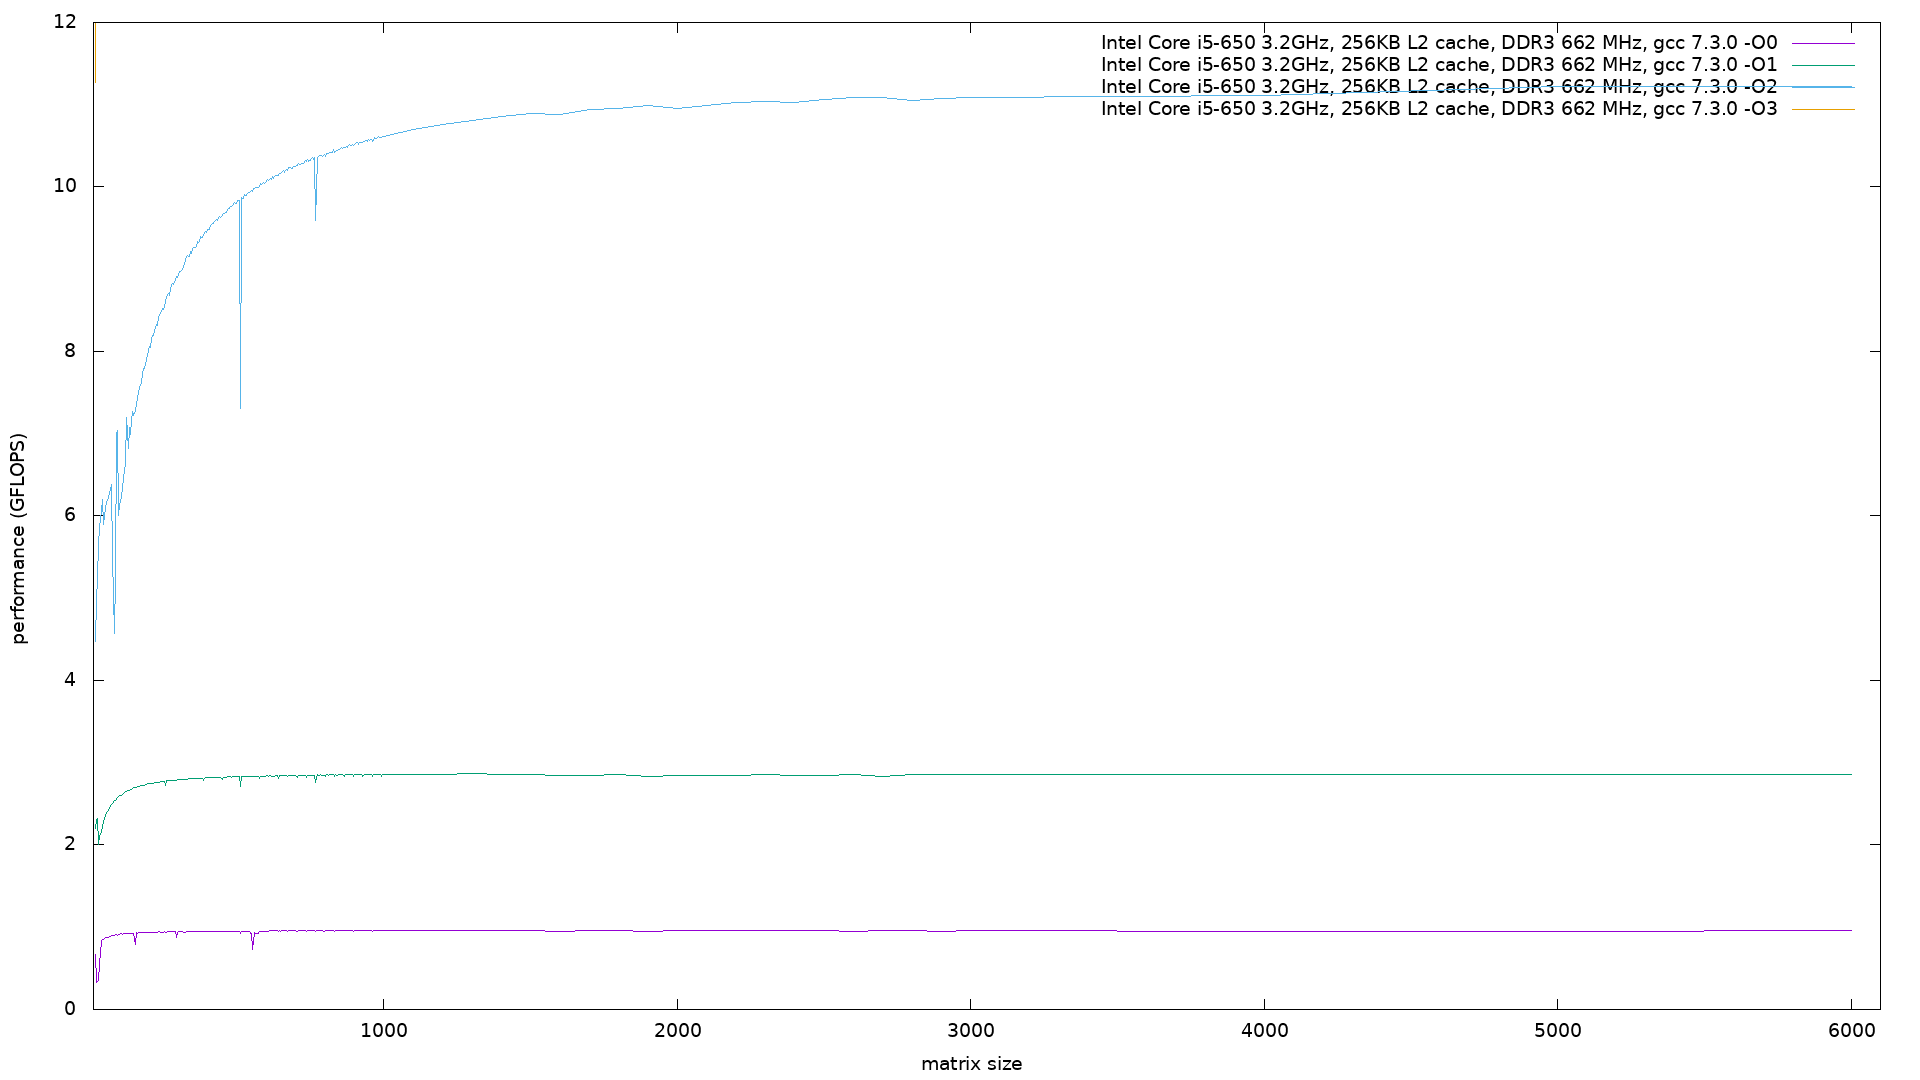 12
10
8
6
4
2
0
performance (GFLOPS)
Intel Core i5-650 3.2GHz, 256KB L2 cache, DDR3 662 MHz, gcc 7.3.0 -O0
Intel Core i5-650 3.2GHz, 256KB L2 cache, DDR3 662 MHz, gcc 7.3.0 -O1
Intel Core i5-650 3.2GHz, 256KB L2 cache, DDR3 662 MHz, gcc 7.3.0 -O2
Intel Core i5-650 3.2GHz, 256KB L2 cache, DDR3 662 MHz, gcc 7.3.0 -O3
1000 2000 3000 4000 5000 6000
matrix size